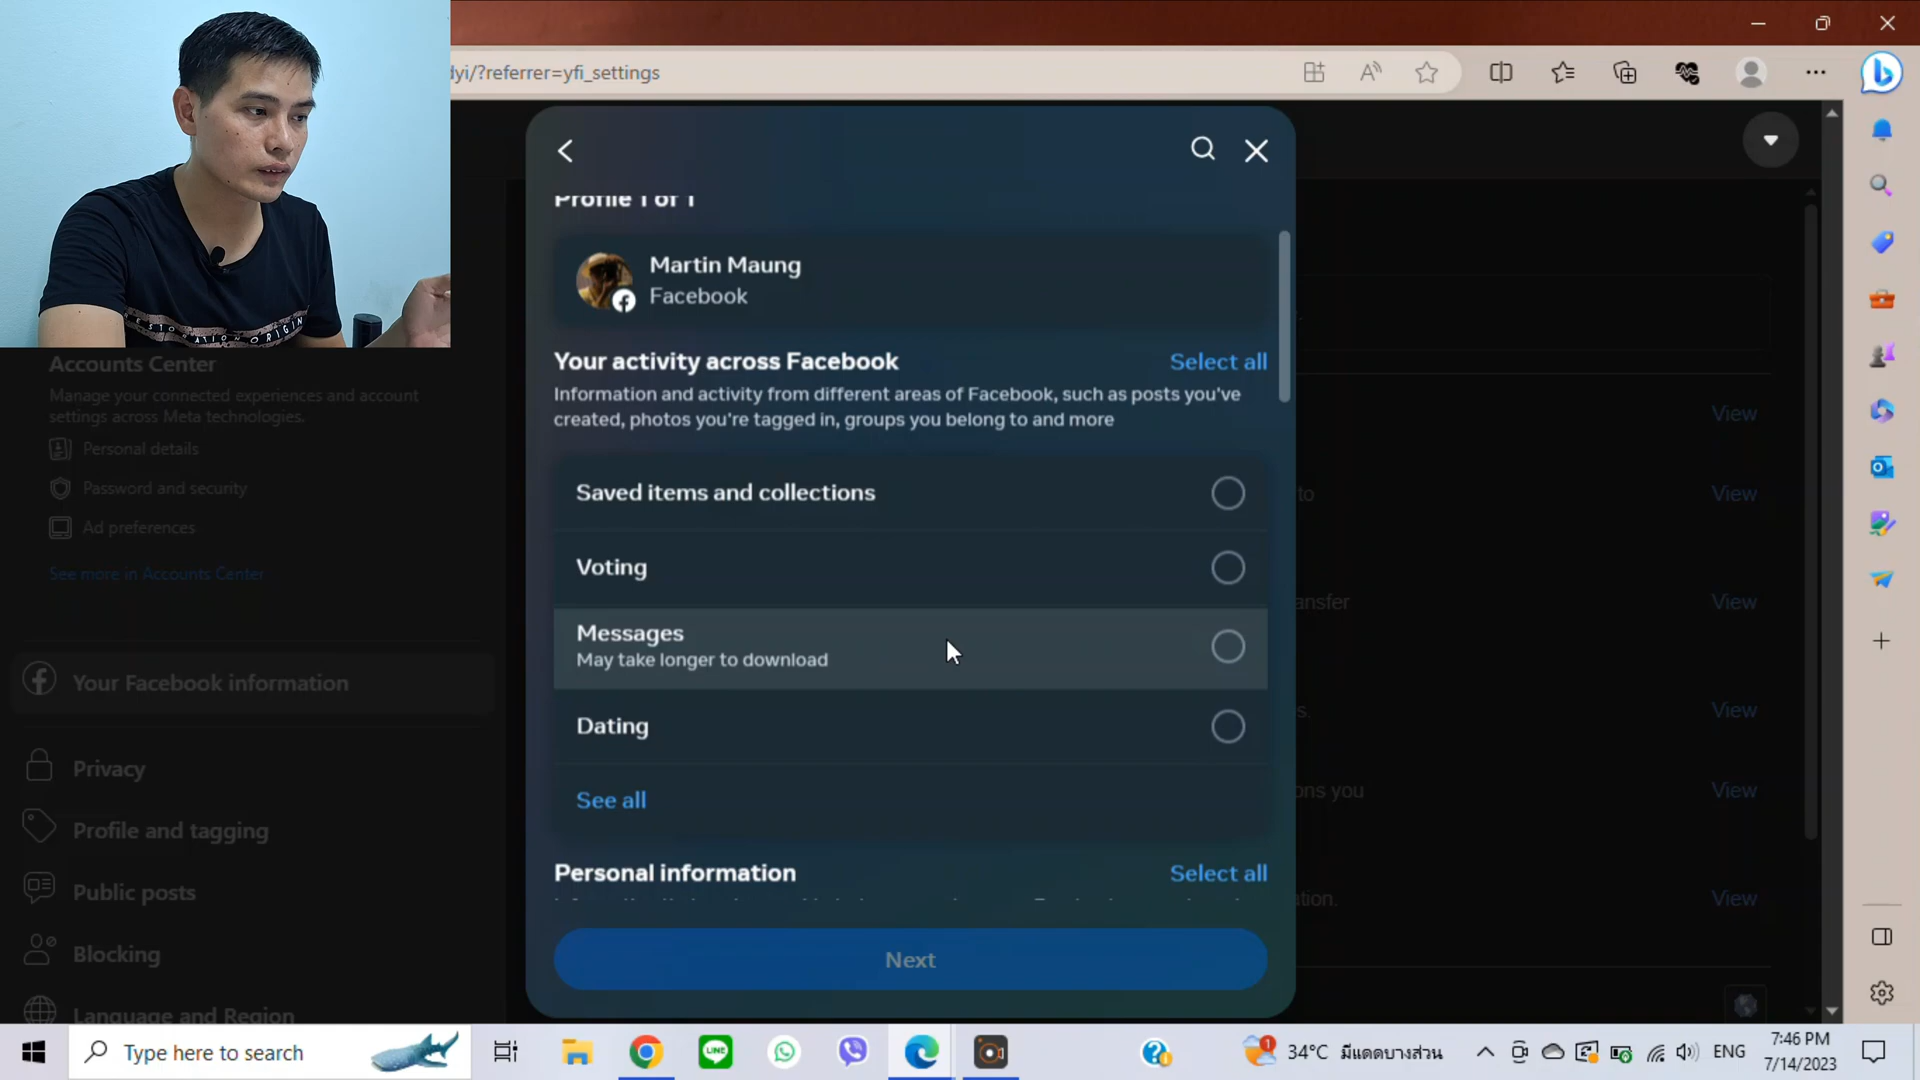 dyi/?referrer=yfi_settings
Profile 1 of 1
Martin Maung
Facebook
Your activity across Facebook
Select all
Information and activity from different areas of Facebook, such as posts you've
created, photos you're tagged in, groups you belong to and more
Saved items and collections
Voting
Messages
May take longer to download
Dating
See all
Personal information
Select all
Next
Accounts Center
Manage your connected experiences and account
settings across Meta technologies.
Personal details
Password and security
Ad preferences
See more in Accounts Center
Your Facebook information
Privacy
Profile and tagging
Public posts
Blocking
Language and Region
View
to
View
ansfer
View
s.
View
ons you
View
ation.
View
RESTORATION ORIGIN
Type here to search
LINE
1
34°C มีแดดบางส่วน
ENG
7:46 PM
7/14/2023